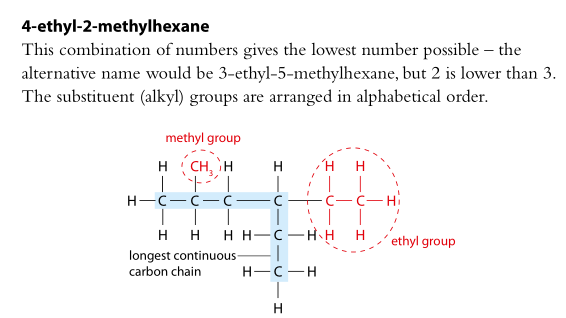 4-ethyl-2-methylhexane
This combination of numbers gives the lowest number possible – the
alternative name would be 3-ethyl-5-methylhexane, but 2 is lower than 3.
The substituent (alkyl) groups are arranged in alphabetical order.
methyl group
H CH3 H H H H
H—C—C—C—C—C—C—H
H H H H—C—H H H
ethyl group
longest continuous
carbon chain H—C—H
H